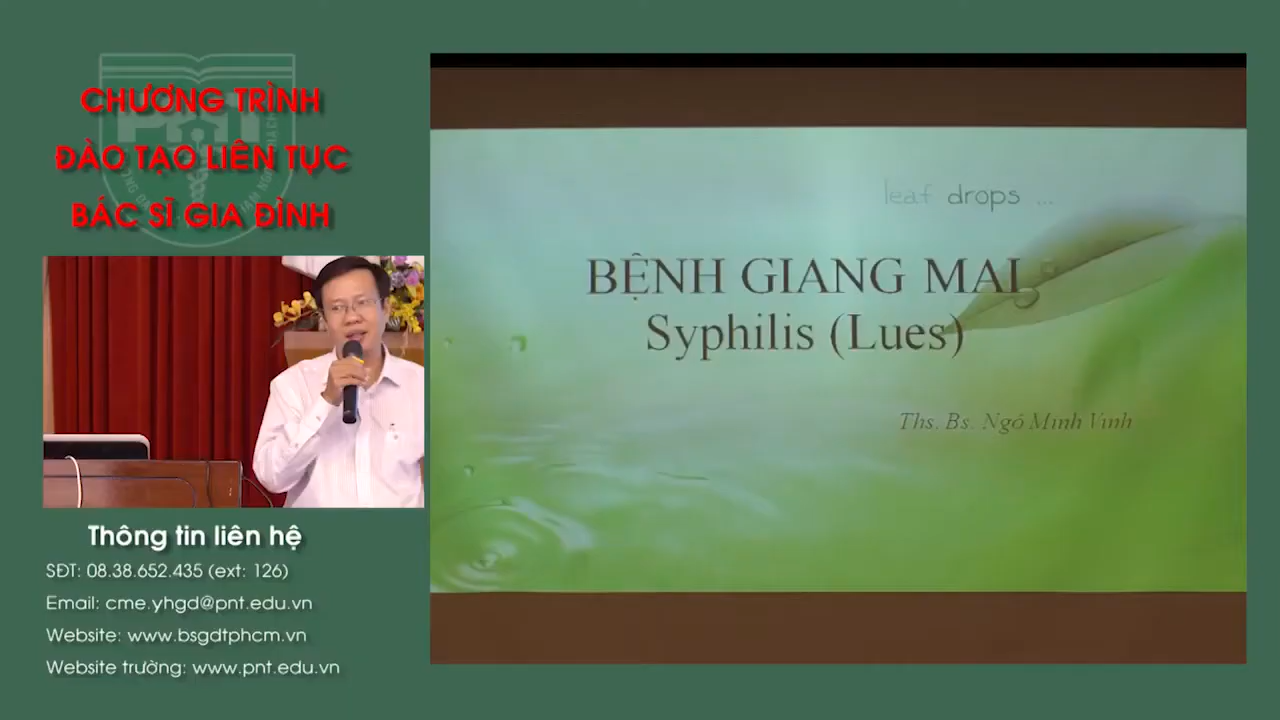 CHƯƠNG TRÌNH
ĐÀO TẠO LIÊN TỤC
BÁC SĨ GIA ĐÌNH
leaf drops ...
BỆNH GIANG MAI
Syphilis (Lues)
Ths. Bs. Ngô Minh Vinh
Thông tin liên hệ
SĐT: 08.38.652.435 (ext: 126)
Email: cme.yhgd@pnt.edu.vn
Website: www.bsgdtphcm.vn
Website trường: www.pnt.edu.vn